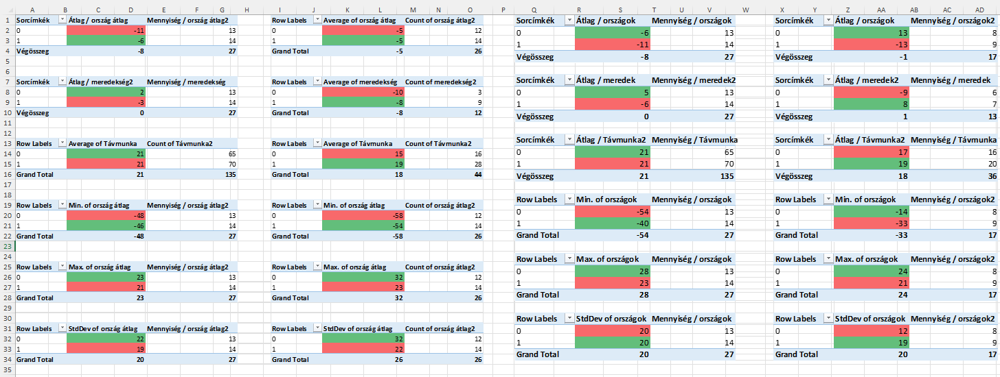 A B C D E F G H I J K L M N O P Q R S T U V W X Y Z AA AB AC AD
1 Sorcímkék Átlag / ország átlag Mennyiség / ország átlag2 Row Labels Average of ország átlag Count of ország átlag2 Sorcímkék Átlag / országok Mennyiség / országok Sorcímkék Átlag / országok Mennyiség / országok2
2 0 -11 13 0 -5 12 0 -6 13 0 13 8
3 1 -6 14 1 -5 14 1 -11 14 1 -13 9
4 Végösszeg -8 27 Grand Total -5 26 Végösszeg -8 27 Végösszeg -1 17
5
6
7 Sorcímkék Átlag / meredekség2 Mennyiség / meredekség Row Labels Average of meredekség Count of meredekség2 Sorcímkék Átlag / meredek Mennyiség / meredek2 Sorcímkék Átlag / meredek2 Mennyiség / meredek
8 0 2 13 0 -10 3 0 5 13 0 -9 6
9 1 -3 14 1 -8 9 1 -6 14 1 8 7
10 Végösszeg 0 27 Grand Total -8 12 Végösszeg 0 27 Végösszeg 1 13
11
12
13 Row Labels Average of Távmunka Count of Távmunka2 Row Labels Average of Távmunka Count of Távmunka2 Sorcímkék Átlag / Távmunka2 Mennyiség / Távmunka Sorcímkék Átlag / Távmunka2 Mennyiség / Távmunka
14 0 21 65 0 15 16 0 21 65 0 17 16
15 1 21 70 1 19 28 1 21 70 1 19 20
16 Grand Total 21 135 Grand Total 18 44 Végösszeg 21 135 Végösszeg 18 36
17
18
19 Row Labels Min. of ország átlag Mennyiség / ország átlag2 Row Labels Min. of ország átlag Count of ország átlag2 Row Labels Min. of országok Mennyiség / országok Row Labels Min. of országok Mennyiség / országok2
20 0 -48 13 0 -58 12 0 -54 13 0 -14 8
21 1 -46 14 1 -54 14 1 -40 14 1 -33 9
22 Grand Total -48 27 Grand Total -58 26 Grand Total -54 27 Grand Total -33 17
23
24
25 Row Labels Max. of ország átlag Mennyiség / ország átlag2 Row Labels Max. of ország átlag Count of ország átlag2 Row Labels Max. of országok Mennyiség / országok Row Labels Max. of országok Mennyiség / országok2
26 0 23 13 0 32 12 0 28 13 0 24 8
27 1 21 14 1 23 14 1 23 14 1 21 9
28 Grand Total 23 27 Grand Total 32 26 Grand Total 28 27 Grand Total 24 17
29
30
31 Row Labels StdDev of ország átlag Mennyiség / ország átlag2 Row Labels StdDev of ország átlag Count of ország átlag2 Row Labels StdDev of országok Mennyiség / országok Row Labels StdDev of országok Mennyiség / országok2
32 0 22 13 0 32 12 0 20 13 0 12 8
33 1 19 14 1 22 14 1 20 14 1 19 9
34 Grand Total 20 27 Grand Total 26 26 Grand Total 20 27 Grand Total 20 17
35